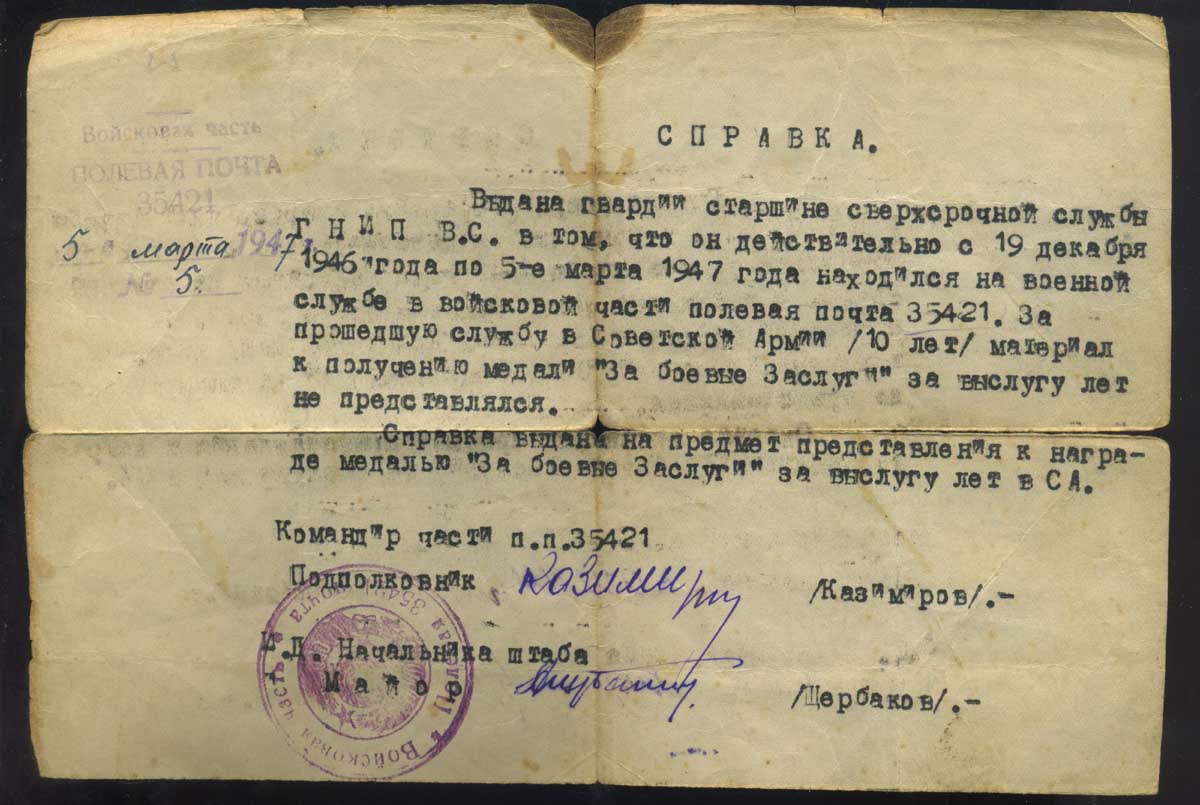 Войсковая часть
ПОЛЕВАЯ ПОЧТА
35421
5 марта 1947
№ 5.
СПРАВКА.
Выдана гвардии старшине сверхсрочной службы
ГНИП В.С. в том, что он действительно с 19 декабря
1946 года по 5-е марта 1947 года находился на военной
службе в войсковой части полевая почта 35421. За
прошедшую службу в Советской Армии /10 лет/ материал
к получению медали "За боевые Заслуги" за выслугу лет
не представлялся.
Справка выдана на предмет представления к награ-
де медалью "За боевые Заслуги" за выслугу лет в СА.
Командир части п.п.35421
Подполковник Казимир /Казимиров/.-
И.Д. Начальника штаба
Майор /Щербаков/.-
Войсковая часть